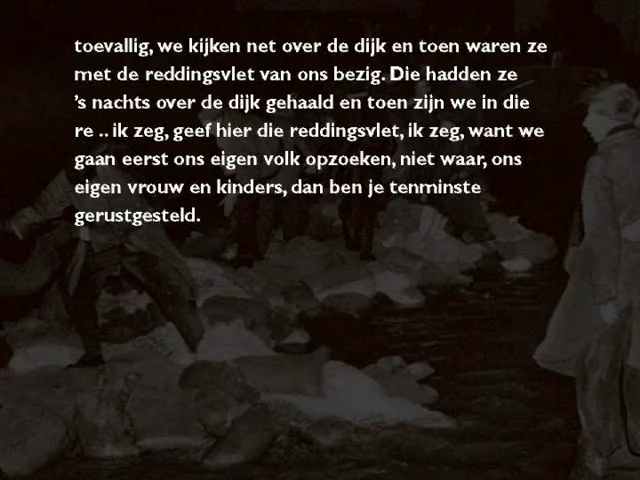 toevallig, we kijken net over de dijk en toen waren ze
met de reddingsvlet van ons bezig. Die hadden ze
’s nachts over de dijk gehaald en toen zijn we in die
re .. ik zeg, geef hier die reddingsvlet, ik zeg, want we
gaan eerst ons eigen volk opzoeken, niet waar, ons
eigen vrouw en kinders, dan ben je tenminste
gerustgesteld.